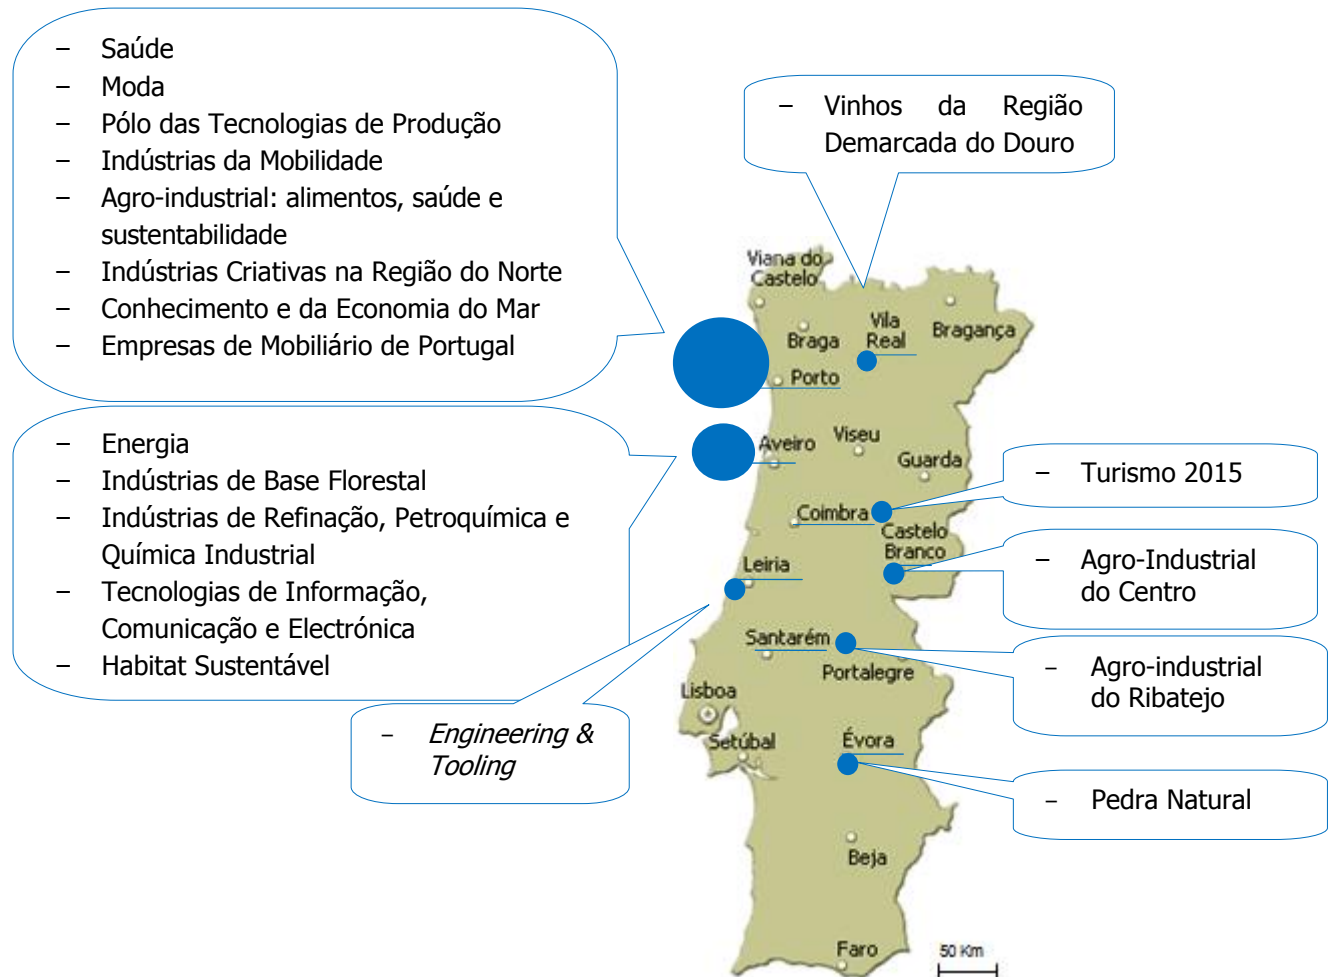 – Saúde
– Moda
– Pólo das Tecnologias de Produção
– Indústrias da Mobilidade
– Agro-industrial: alimentos, saúde e
sustentabilidade
– Indústrias Criativas na Região do Norte
– Conhecimento e da Economia do Mar
– Empresas de Mobiliário de Portugal
– Vinhos da Região
Demarcada do Douro
– Energia
– Indústrias de Base Florestal
– Indústrias de Refinação, Petroquímica e
Química Industrial
– Tecnologias de Informação,
Comunicação e Electrónica
– Habitat Sustentável
– Engineering &
Tooling
– Turismo 2015
– Agro-Industrial
do Centro
– Agro-industrial
do Ribatejo
– Pedra Natural
Viana do
Castelo
Braga
Vila
Real
Bragança
Porto
Aveiro
Viseu
Guarda
Coimbra
Castelo
Branco
Leiria
Santarém
Portalegre
Lisboa
Setúbal
Évora
Beja
Faro
50 Km